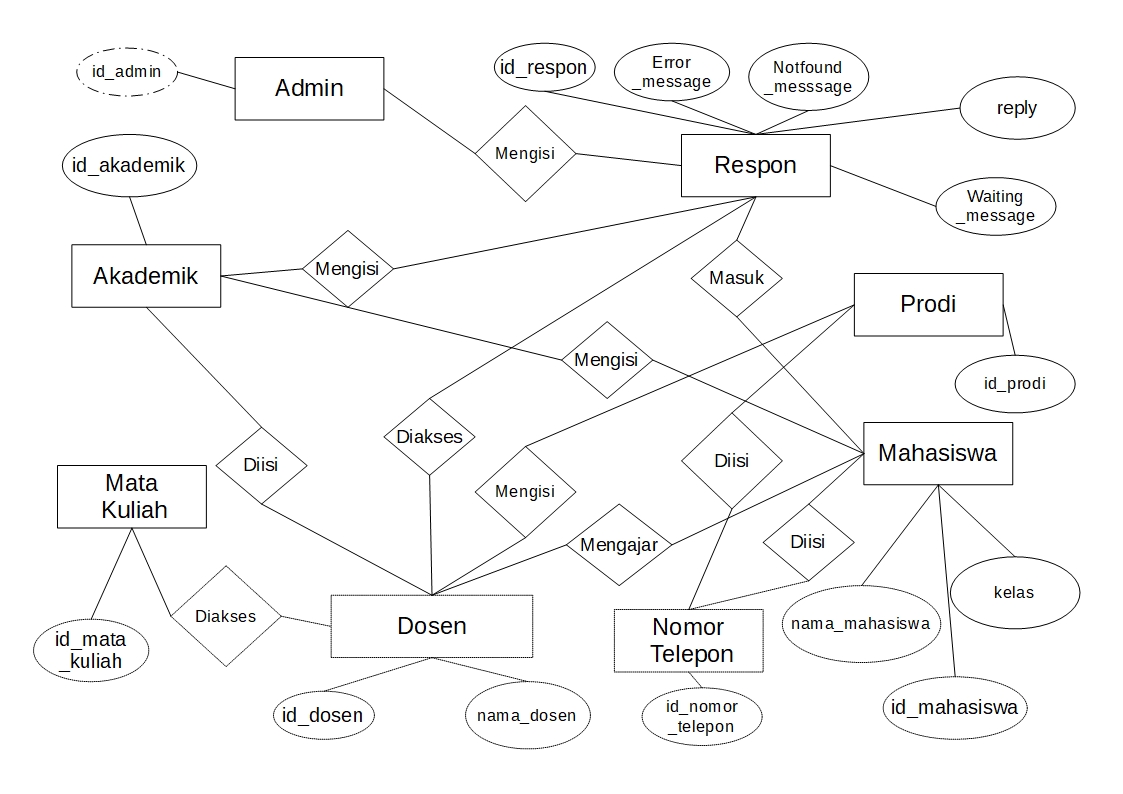 id_admin
Admin
id_respon
Error
_message
Notfound
_messsage
reply
Mengisi
Respon
id_akademik
Waiting
_message
Akademik
Mengisi
Masuk
Prodi
Mengisi
id_prodi
Diakses
Diisi
Mengisi
Diisi
Mahasiswa
Mata
Kuliah
Mengajar
Diisi
kelas
Diakses
Dosen
Nomor
Telepon
nama_mahasiswa
id_mata
_kuliah
id_dosen
nama_dosen
id_nomor
_telepon
id_mahasiswa